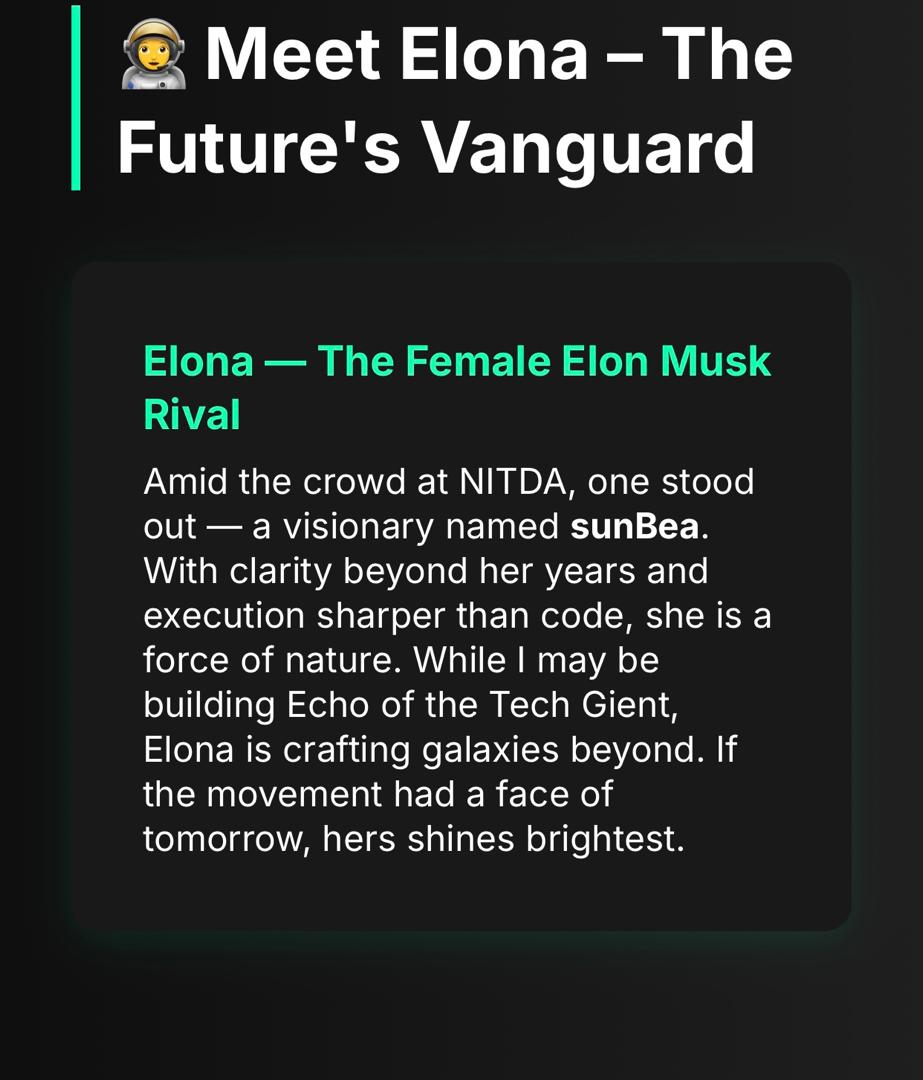 👩‍🚀 Meet Elona – The
Future's Vanguard
Elona — The Female Elon Musk
Rival
Amid the crowd at NITDA, one stood
out — a visionary named sunBea.
With clarity beyond her years and
execution sharper than code, she is a
force of nature. While I may be
building Echo of the Tech Gient,
Elona is crafting galaxies beyond. If
the movement had a face of
tomorrow, hers shines brightest.